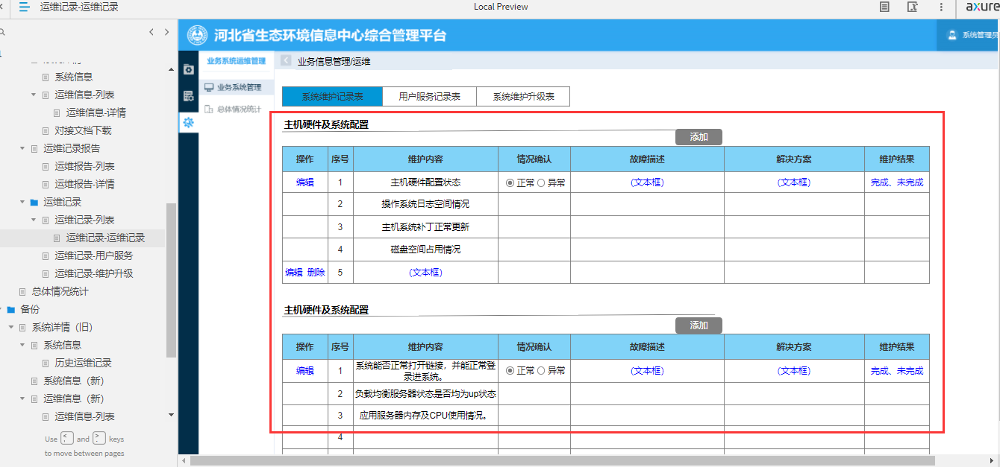 运维记录-运维记录
Local Preview
axure
系统信息
运维信息-列表
运维信息-详情
对接文档下载
运维记录报告
运维报告-列表
运维报告-详情
运维记录
运维记录-列表
运维记录-运维记录
运维记录-用户服务
运维记录-维护升级
总体情况统计
备份
系统详情（旧）
系统信息
历史运维记录
系统信息（新）
运维信息（新）
运维信息-列表
Use < , and > . keys
to move between pages
河北省生态环境信息中心综合管理平台
系统管理员
业务系统运维管理
业务系统管理
总体情况统计
业务信息管理/运维
系统维护记录表 用户服务记录表 系统维护升级表
主机硬件及系统配置
添加
操作 序号 维护内容 情况确认 故障描述 解决方案 维护结果
编辑 1 主机硬件配置状态 正常 异常 (文本框) (文本框) 完成、未完成
2 操作系统日志空间情况
3 主机系统补丁正常更新
4 磁盘空间占用情况
编辑 删除 5 (文本框)
主机硬件及系统配置
添加
操作 序号 维护内容 情况确认 故障描述 解决方案 维护结果
编辑 1 系统能否正常打开链接，并能正常登 正常 异常 (文本框) (文本框) 完成、未完成
录进系统。
2 负载均衡服务器状态是否均为up状态
3 应用服务器内存及CPU使用情况。
4